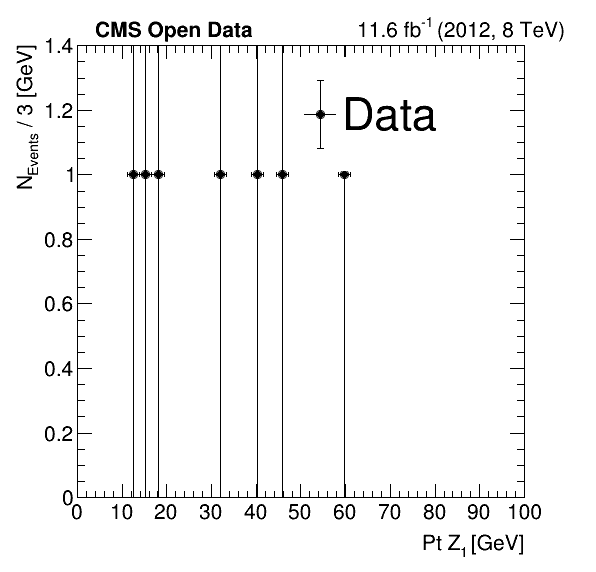 CMS Open Data 11.6 fb⁻¹ (2012, 8 TeV)
N_Events / 3 [GeV]
1.4
1.2
1
0.8
0.6
0.4
0.2
0
Data
0 10 20 30 40 50 60 70 80 90 100
Pt Z₁ [GeV]